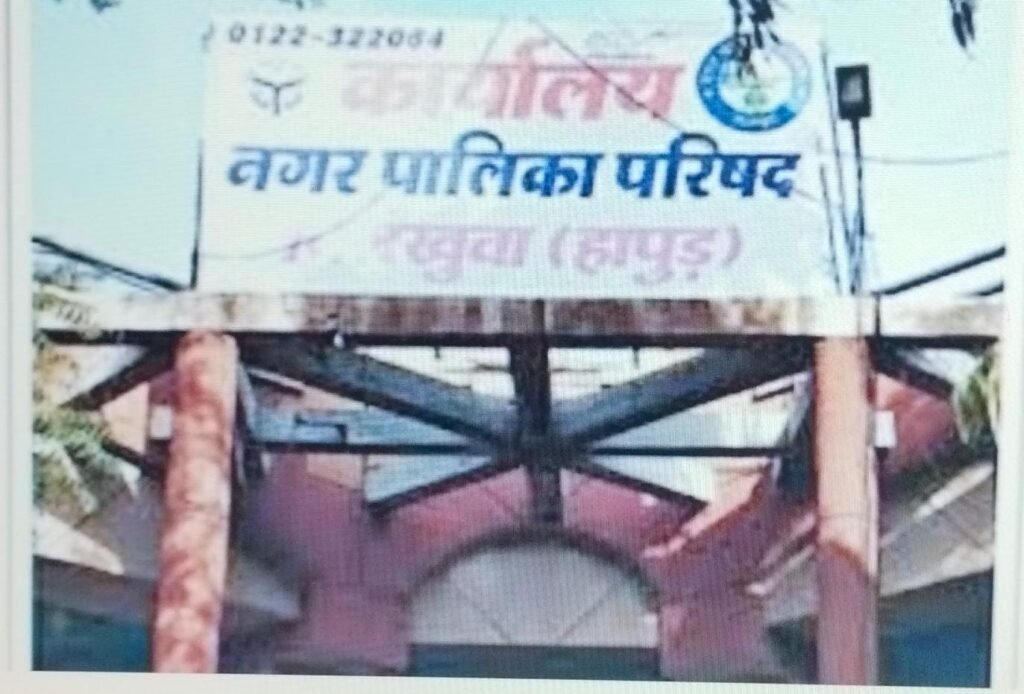 0122-322064
कार्यालय
नगर पालिका परिषद
(हापुड़)